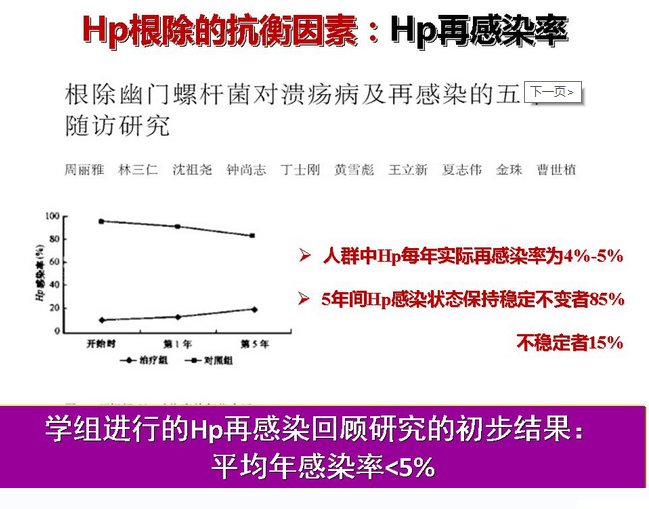 Hp根除的抗衡因素：Hp再感染率
根除幽门螺杆菌对溃疡病及再感染的五
下一页>
随访研究
周丽雅 林三仁 沈祖尧 钟尚志 丁士刚 黄雪彪 王立新 夏志伟 金珠 曹世植
100
80
60
40
20
0
Hp感染率(%)
开始时 第1年 第5年
治疗组 对照组
人群中Hp每年实际再感染率为4%-5%
5年间Hp感染状态保持稳定不变者85%
不稳定者15%
学组进行的Hp再感染回顾研究的初步结果：
平均年感染率<5%